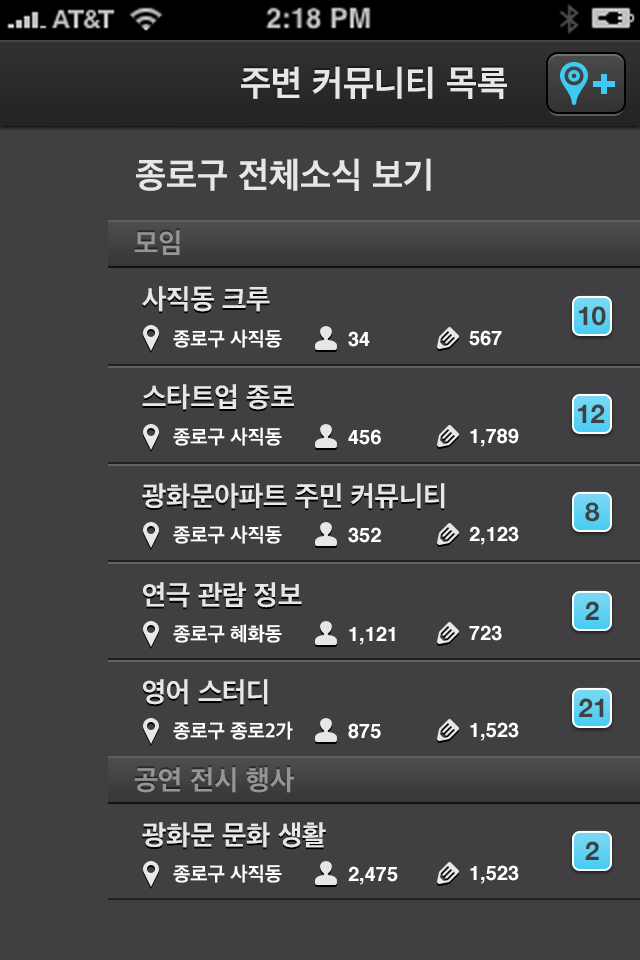 AT&T 2:18 PM
주변 커뮤니티 목록
종로구 전체소식 보기
모임
사직동 크루
종로구 사직동 34 567 10
스타트업 종로
종로구 사직동 456 1,789 12
광화문아파트 주민 커뮤니티
종로구 사직동 352 2,123 8
연극 관람 정보
종로구 혜화동 1,121 723 2
영어 스터디
종로구 종로2가 875 1,523 21
공연 전시 행사
광화문 문화 생활
종로구 사직동 2,475 1,523 2